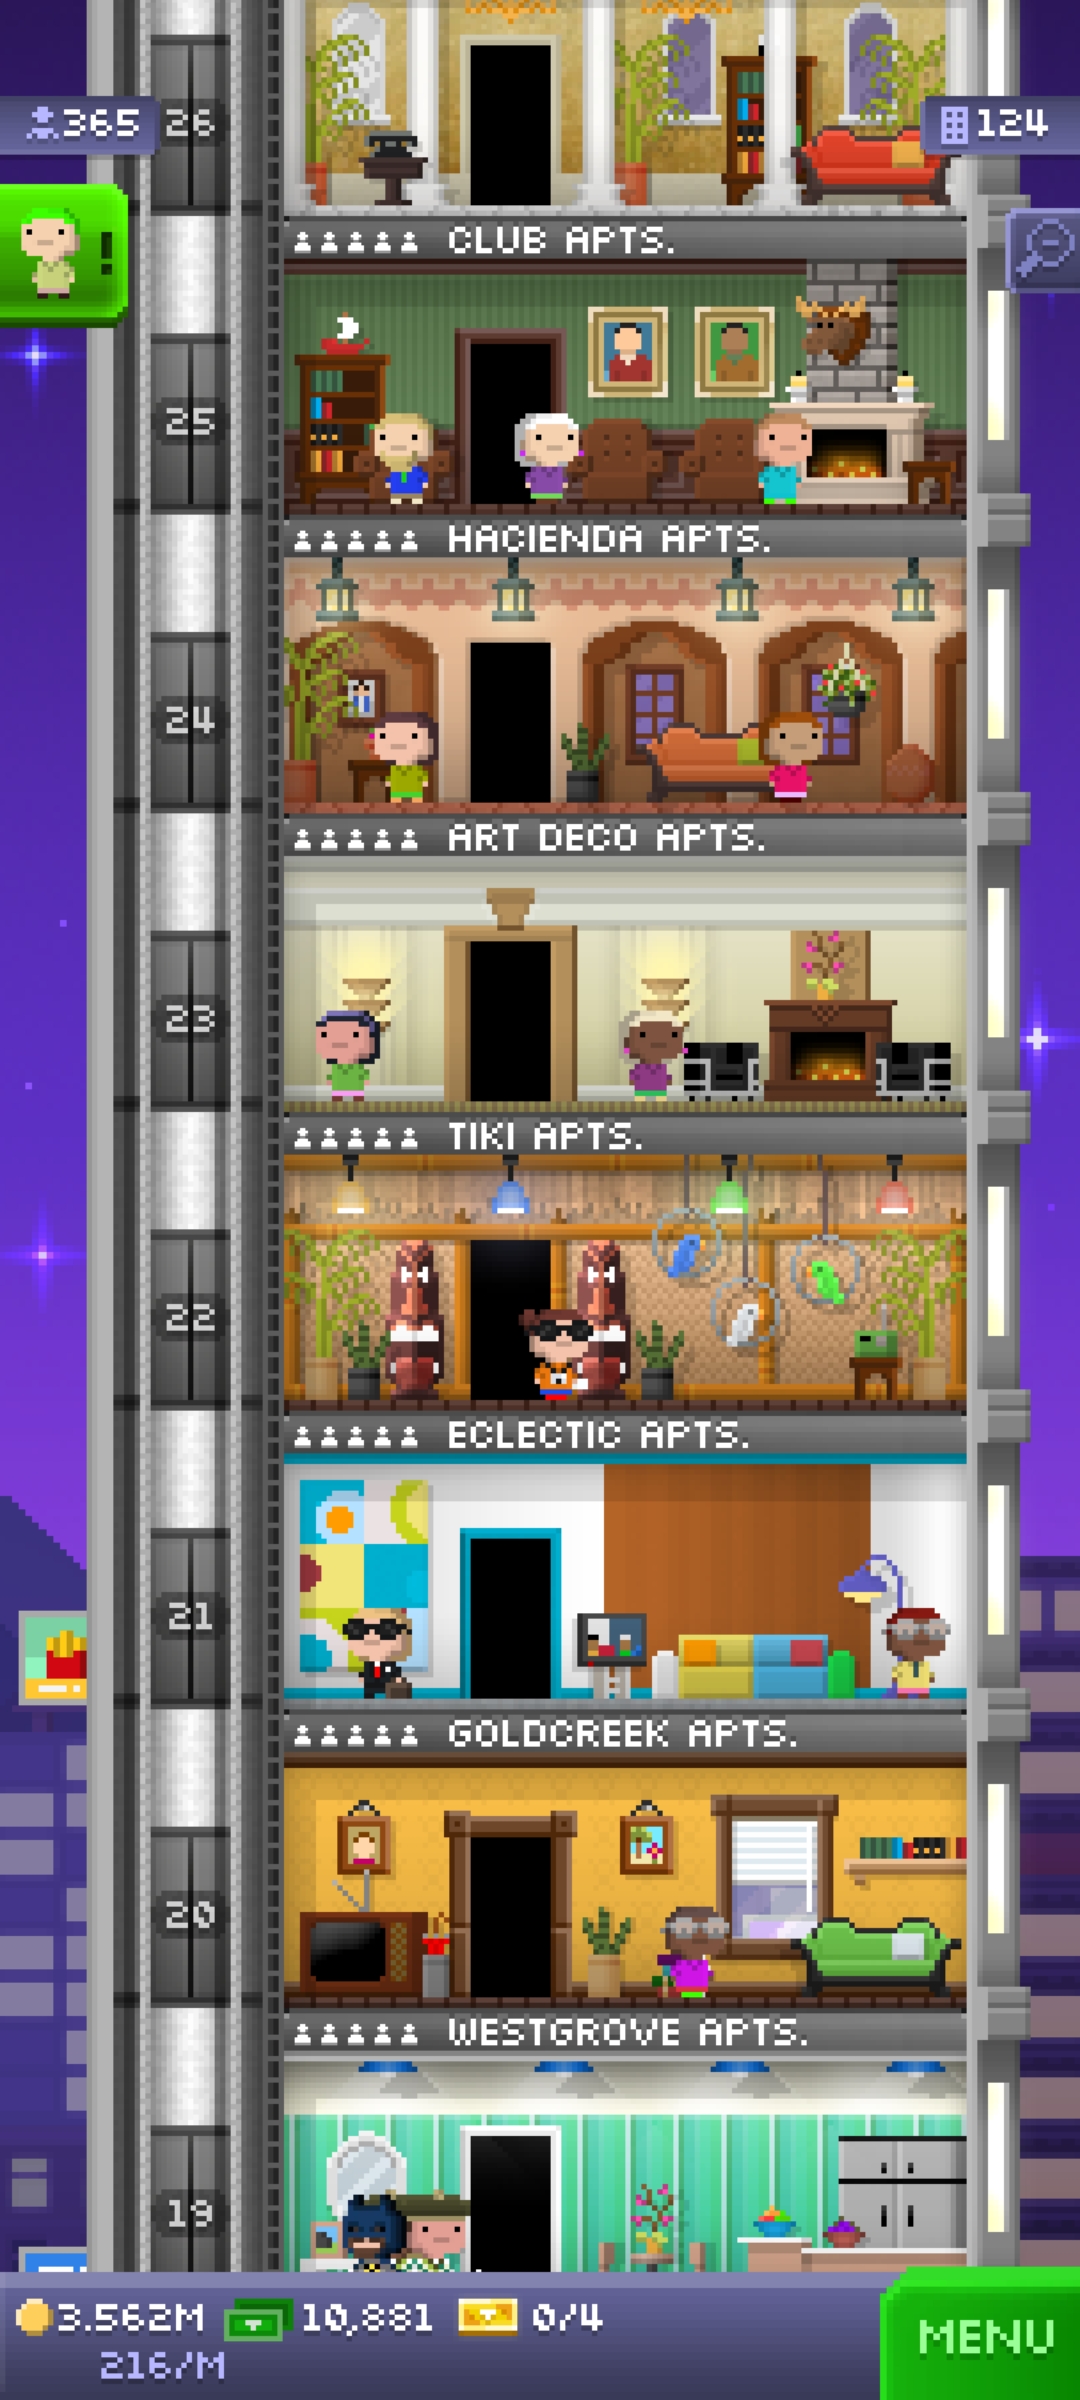 365
26
124
!
CLUB APTS.
25
HACIENDA APTS.
24
ART DECO APTS.
23
TIKI APTS.
22
ECLECTIC APTS.
21
GOLDCREEK APTS.
20
WESTGROVE APTS.
19
3.562M 10,881 0/4
216/M
MENU